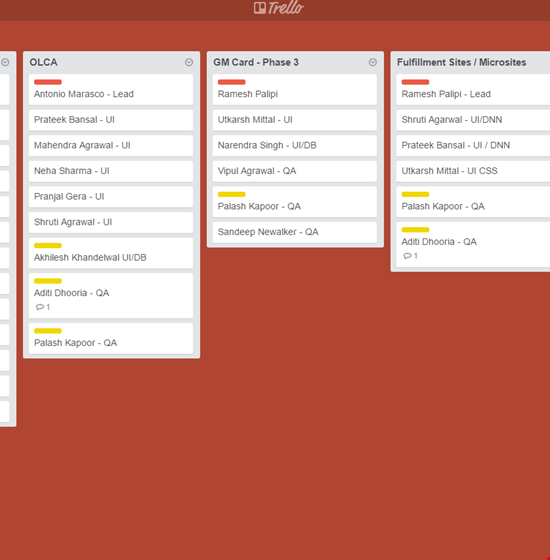 Trello
OLCA
Antonio Marasco - Lead
Prateek Bansal - UI
Mahendra Agrawal - UI
Neha Sharma - UI
Pranjal Gera - UI
Shruti Agrawal - UI
Akhilesh Khandelwal UI/DB
Aditi Dhooria - QA
1
Palash Kapoor - QA
GM Card - Phase 3
Ramesh Palipi
Utkarsh Mittal - UI
Narendra Singh - UI/DB
Vipul Agrawal - QA
Palash Kapoor - QA
Sandeep Newalker - QA
Fulfillment Sites / Microsites
Ramesh Palipi - Lead
Shruti Agarwal - UI/DNN
Prateek Bansal - UI / DNN
Utkarsh Mittal - UI CSS
Palash Kapoor - QA
Aditi Dhooria - QA
1